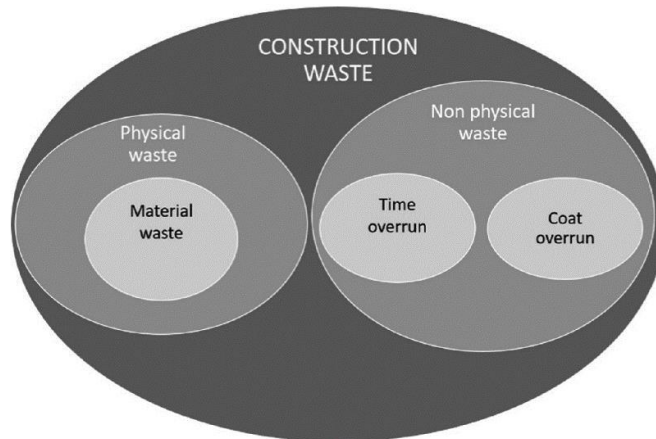 CONSTRUCTION
WASTE
Physical
waste
Material
waste
Non physical
waste
Time
overrun
Coat
overrun